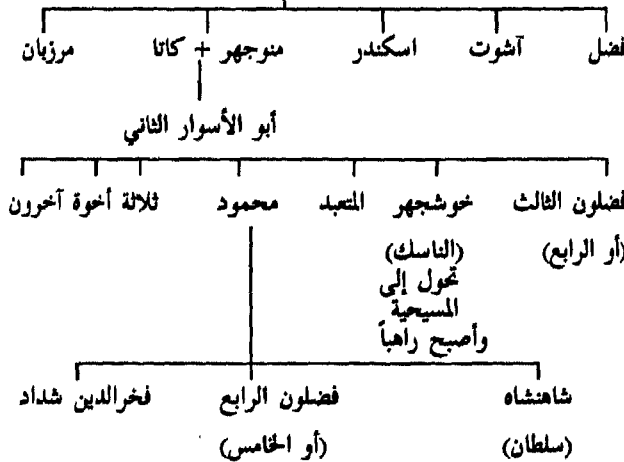 فضل آشوت اسكندر منوجهر + كاتا مرزبان
أبو الأسوار الثاني
فضلون الثالث خوشجهر المتعبد محمود ثلاثة أخوة آخرون
(أو الرابع) (الناسك)
تحول إلى
المسيحية
وأصبح راهباً
شاهنشاه فضلون الرابع فخرالدين شداد
(سلطان) (أو الخامس)